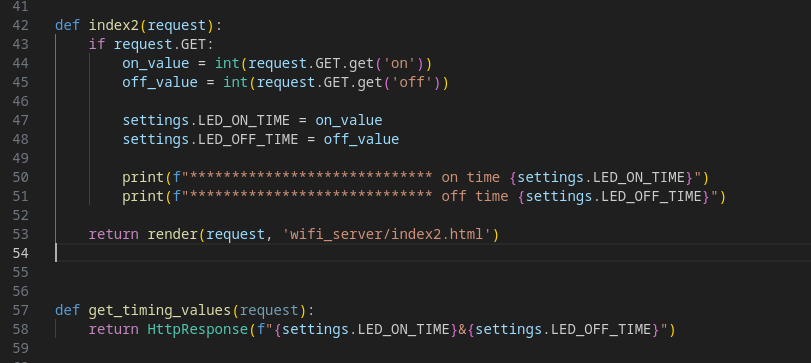 41
42 def index2(request):
43     if request.GET:
44         on_value = int(request.GET.get('on'))
45         off_value = int(request.GET.get('off'))
46
47         settings.LED_ON_TIME = on_value
48         settings.LED_OFF_TIME = off_value
49
50         print(f"***************************** on time {settings.LED_ON_TIME}")
51         print(f"***************************** off time {settings.LED_OFF_TIME}")
52
53     return render(request, 'wifi_server/index2.html')
54
55
56
57 def get_timing_values(request):
58     return HttpResponse(f"{settings.LED_ON_TIME}&{settings.LED_OFF_TIME}")
59